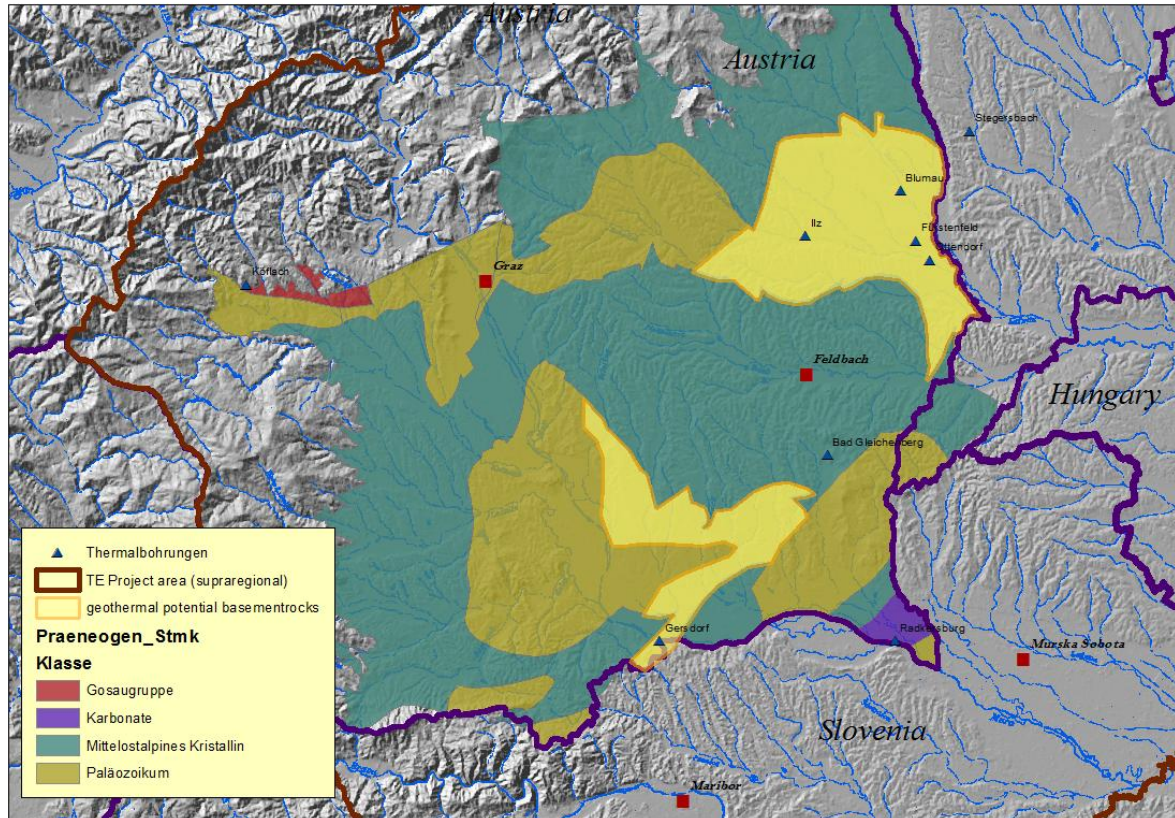 Austria
Austria
Stegersbach
Blumau
Ilz
Fürstenfeld
Ottendorf
Köflach
Graz
Feldbach
Hungary
Bad Gleichenberg
Gersdorf
Radkersburg
Murska Sobota
Slovenia
Maribor
Thermalbohrungen
TE Project area (supraregional)
geothermal potential basementrocks
Praeneogen_Stmk
Klasse
Gosaugruppe
Karbonate
Mittelostalpines Kristallin
Paläozoikum